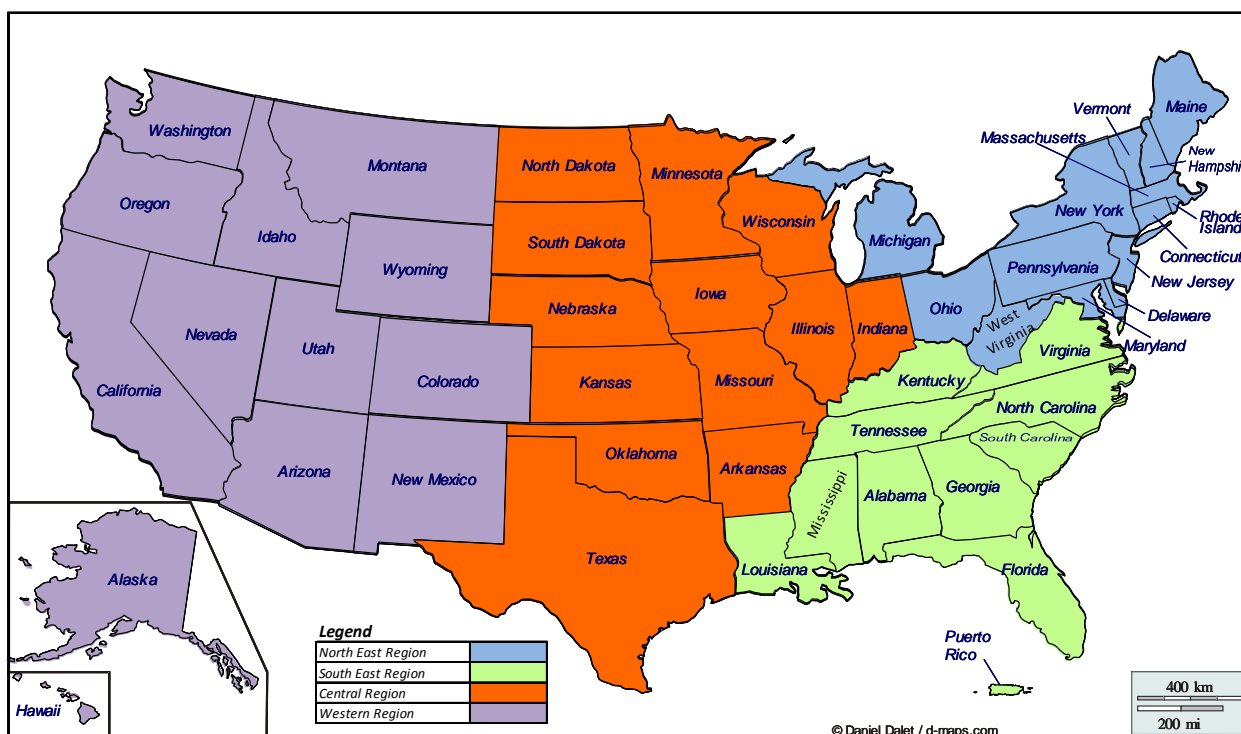 Washington
Montana
Oregon
Idaho
Wyoming
Nevada
Utah
Colorado
California
Arizona
New Mexico
North Dakota
South Dakota
Nebraska
Kansas
Oklahoma
Texas
Minnesota
Iowa
Missouri
Arkansas
Wisconsin
Illinois
Indiana
Michigan
Ohio
Vermont
Maine
Massachusetts
New
Hampshi
New York
Rhode
Island
Connecticut
Pennsylvania
New Jersey
Delaware
Maryland
West
Virginia
Virginia
Kentucky
North Carolina
Tennessee
South Carolina
Mississippi
Alabama
Georgia
Louisiana
Florida
Puerto
Rico
Alaska
Hawaii
Legend
North East Region
South East Region
Central Region
Western Region
400 km
200 mi
© Daniel Dalet / d-maps.com